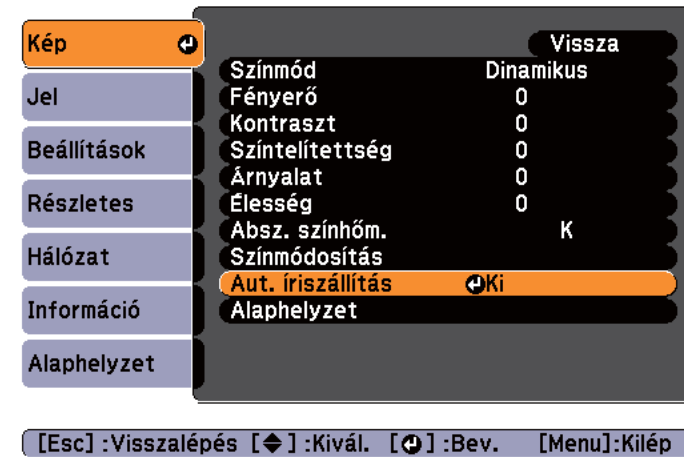 Kép
Jel
Beállítások
Részletes
Hálózat
Információ
Alaphelyzet
Vissza
Színmód Dinamikus
Fényerő 0
Kontraszt 0
Színtelítettség 0
Árnyalat 0
Élesség 0
Absz. színhőm. K
Színmódosítás
Aut. íriszállítás Ki
Alaphelyzet
[Esc] :Visszalépés [◆] :Kivál. [⏎] :Bev. [Menu]:Kilép